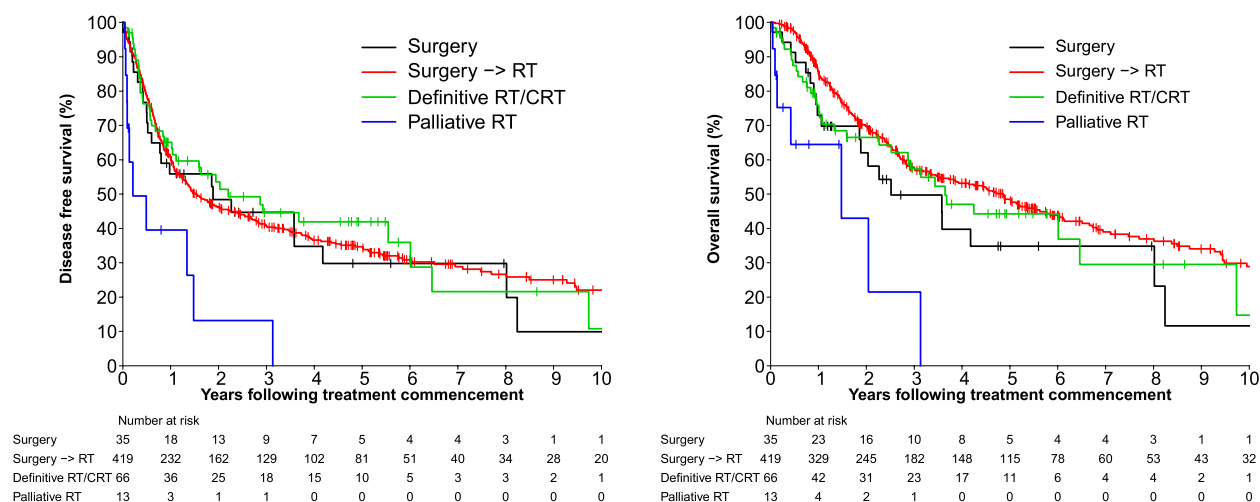 Disease free survival (%)
100
90
80
70
60
50
40
30
20
10
0
Surgery
Surgery −> RT
Definitive RT/CRT
Palliative RT
0 1 2 3 4 5 6 7 8 9 10
Years following treatment commencement
Number at risk
Surgery 35 18 13 9 7 5 4 4 3 1 1
Surgery −> RT 419 232 162 129 102 81 51 40 34 28 20
Definitive RT/CRT 66 36 25 18 15 10 5 3 3 2 1
Palliative RT 13 3 1 1 0 0 0 0 0 0 0
Overall survival (%)
100
90
80
70
60
50
40
30
20
10
0
Surgery
Surgery −> RT
Definitive RT/CRT
Palliative RT
0 1 2 3 4 5 6 7 8 9 10
Years following treatment commencement
Number at risk
Surgery 35 23 16 10 8 5 4 4 3 1 1
Surgery −> RT 419 329 245 182 148 115 78 60 53 43 32
Definitive RT/CRT 66 42 31 23 17 11 6 4 4 2 1
Palliative RT 13 4 2 1 0 0 0 0 0 0 0